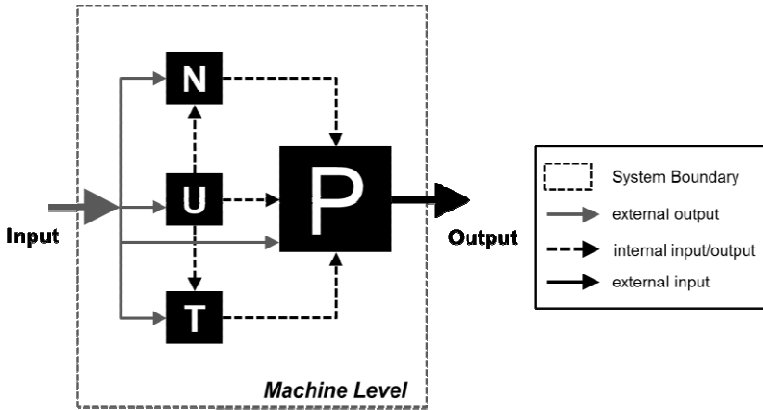 N
U
P
T
Input
Output
Machine Level
System Boundary
external output
internal input/output
external input